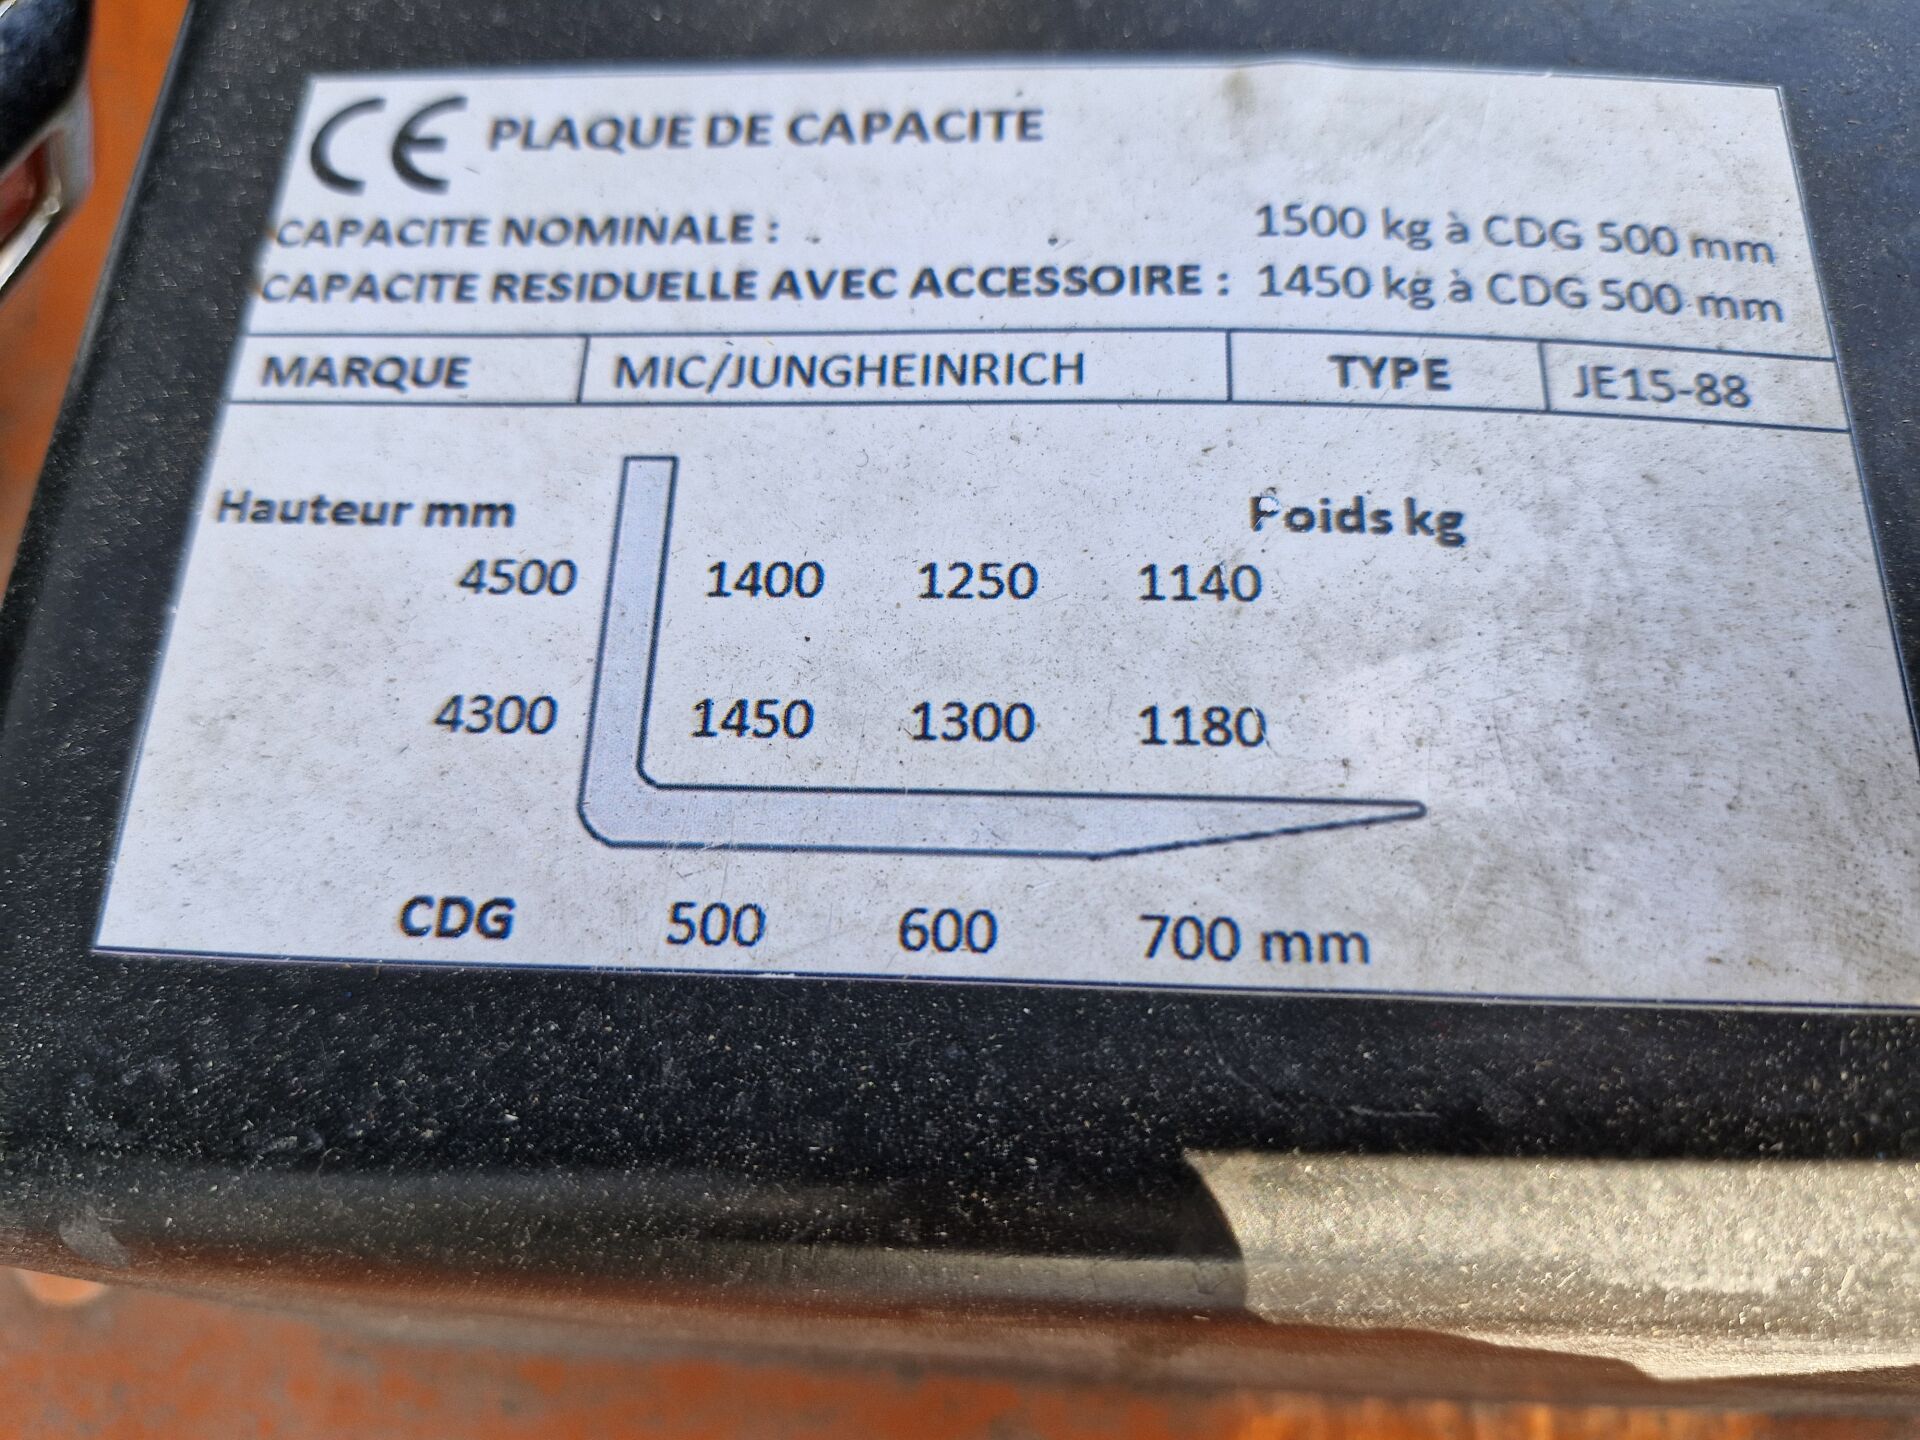 CE PLAQUE DE CAPACITE
CAPACITE NOMINALE : 1500 kg à CDG 500 mm
CAPACITE RESIDUELLE AVEC ACCESSOIRE : 1450 kg à CDG 500 mm
MARQUE MIC/JUNGHEINRICH TYPE JE15-88
Hauteur mm Poids kg
4500 1400 1250 1140
4300 1450 1300 1180
CDG 500 600 700 mm